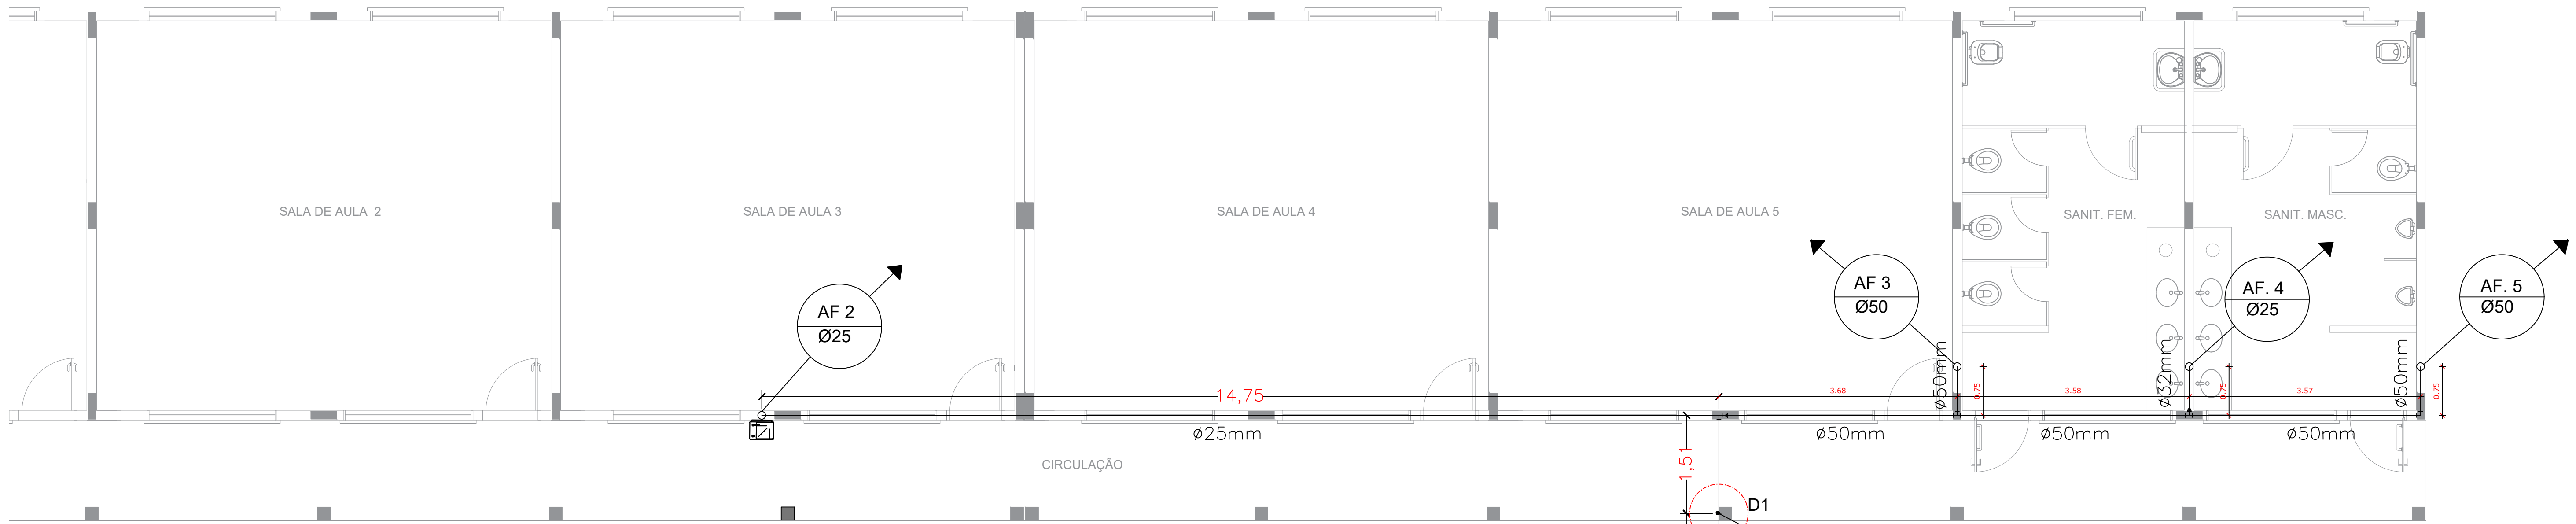 SALA DE AULA 2
SALA DE AULA 3
SALA DE AULA 4
SALA DE AULA 5
SANIT. FEM.
SANIT. MASC.
AF 2
Ø25
AF 3
Ø50
AF. 4
Ø25
AF. 5
Ø50
ø50mm
ø32mm
ø50mm
14,75
3.68
0.75
3.58
0.75
3.57
0.75
ø25mm
ø50mm
ø50mm
ø50mm
CIRCULAÇÃO
1,51
D1